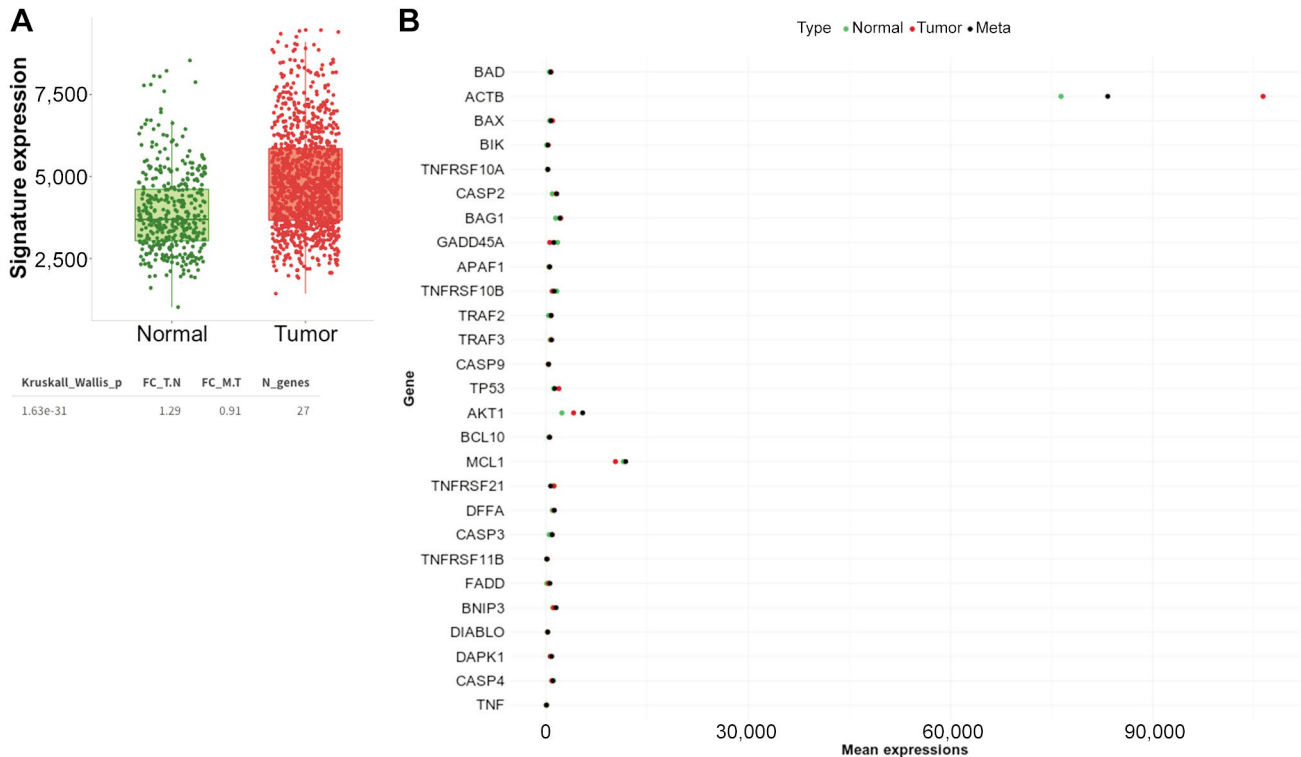 A
Signature expression
7,500
5,000
2,500
Normal
Tumor
Kruskall_Wallis_p FC_T.N FC_M.T N_genes
1.63e-31 1.29 0.91 27
B
Type Normal Tumor Meta
Gene
BAD
ACTB
BAX
BIK
TNFRSF10A
CASP2
BAG1
GADD45A
APAF1
TNFRSF10B
TRAF2
TRAF3
CASP9
TP53
AKT1
BCL10
MCL1
TNFRSF21
DFFA
CASP3
TNFRSF11B
FADD
BNIP3
DIABLO
DAPK1
CASP4
TNF
0 30,000 60,000 90,000
Mean expressions